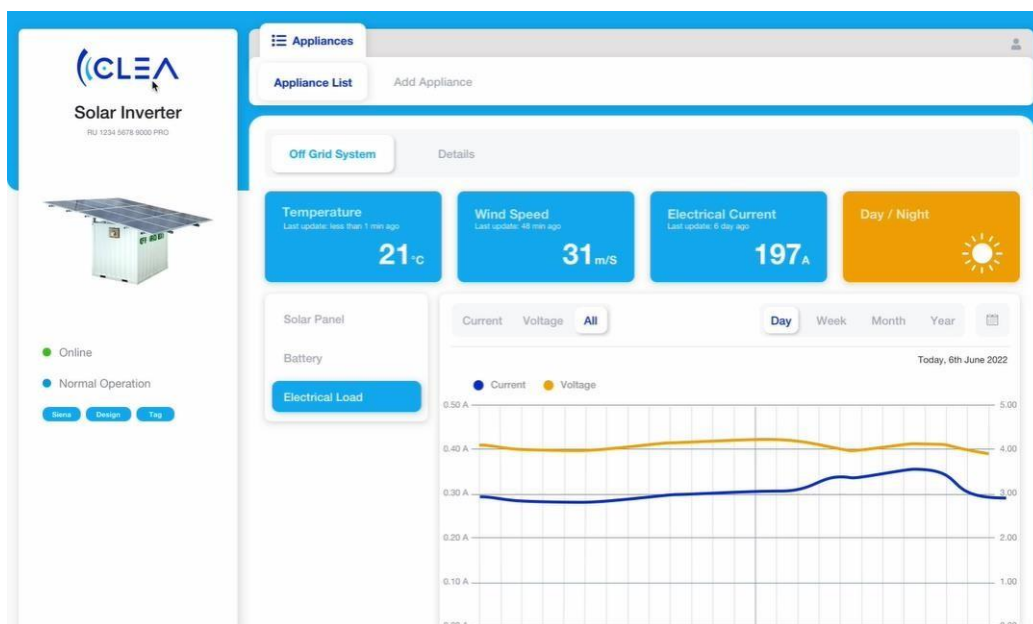 CLEA
Solar Inverter
RU 1234 5678 9000 PRO
Online
Normal Operation
Siena Design Tag
Appliances
Appliance List Add Appliance
Off Grid System Details
Temperature
Last update: less than 1 min ago
21°C
Wind Speed
Last update: 48 min ago
31 m/S
Electrical Current
Last update: 6 day ago
197 A
Day / Night
Solar Panel
Battery
Electrical Load
Current Voltage All
Day Week Month Year
Today, 6th June 2022
Current Voltage
0.50 A 5.00
0.40 A 4.00
0.30 A 3.00
0.20 A 2.00
0.10 A 1.00